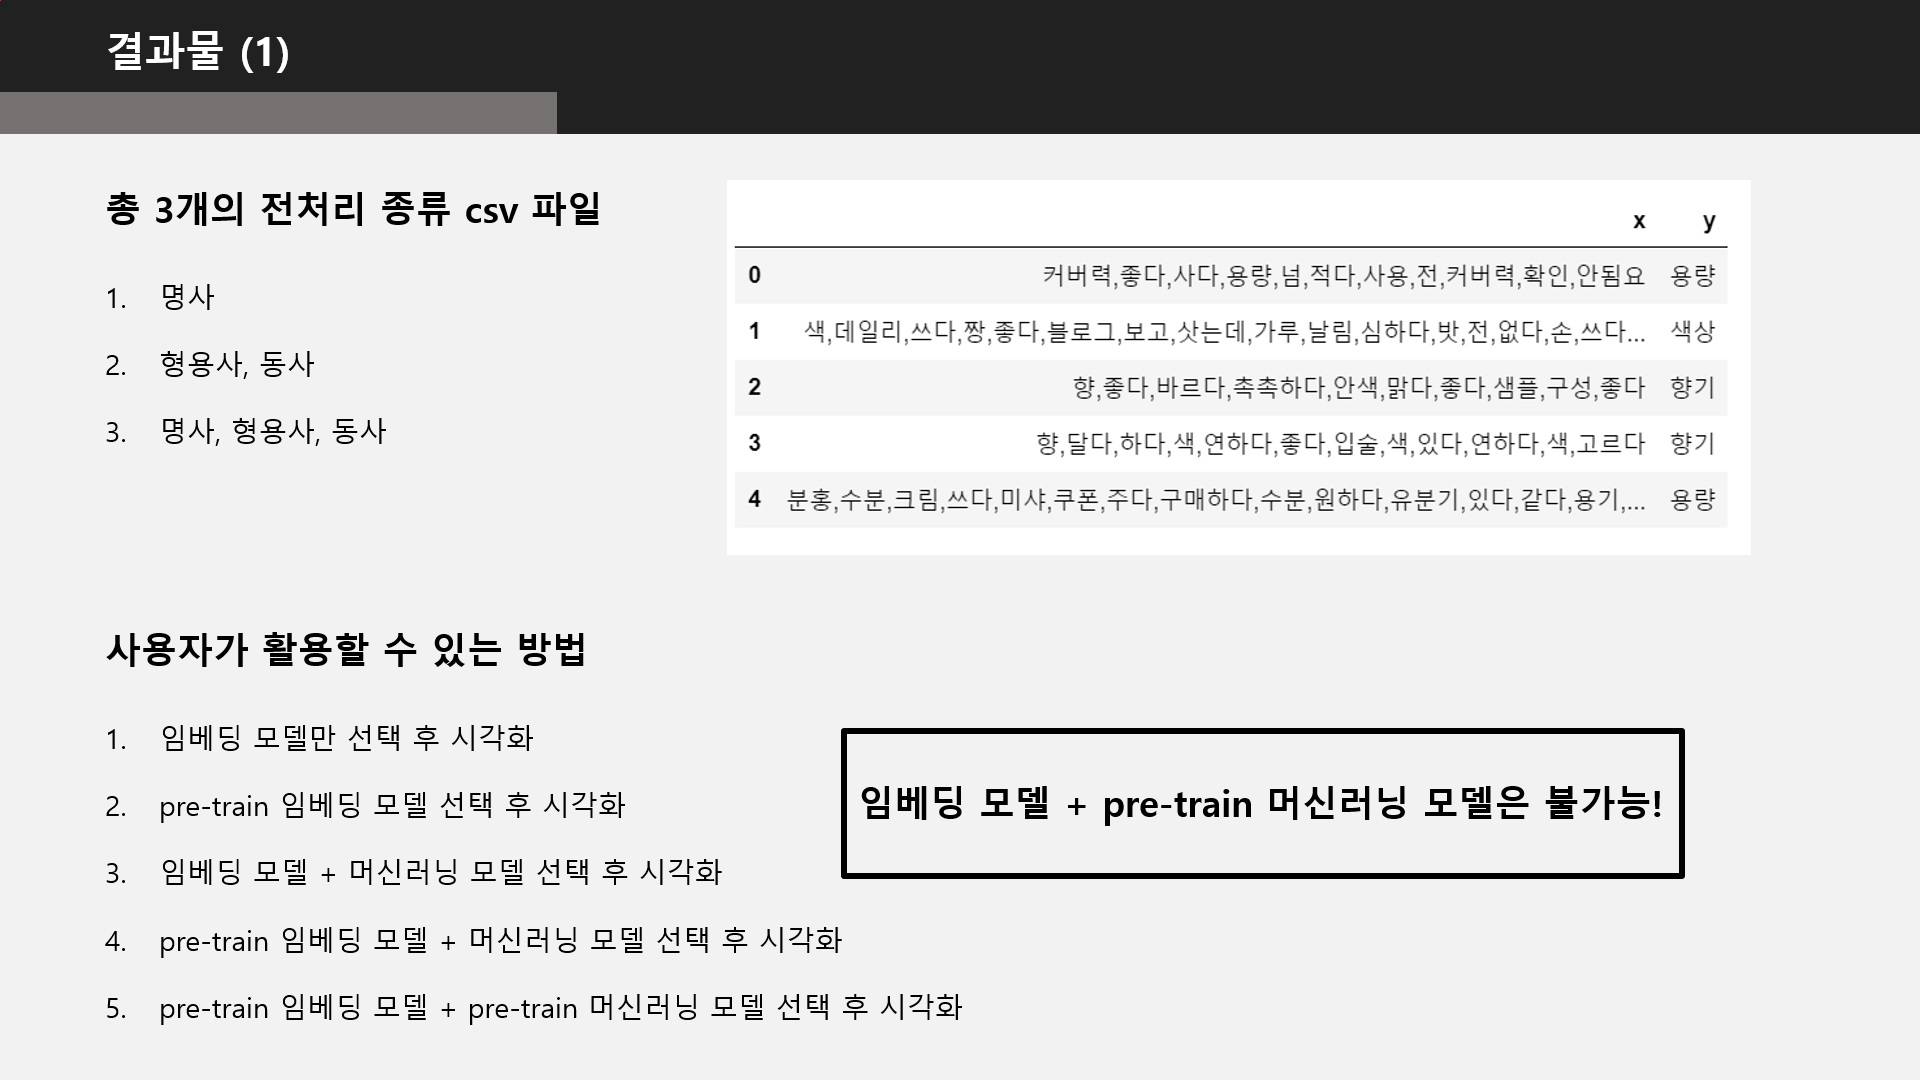 결과물 (1)
총 3개의 전처리 종류 csv 파일
1. 명사
2. 형용사, 동사
3. 명사, 형용사, 동사
x y
0 커버력,좋다,사다,용량,넘,적다,사용,전,커버력,확인,안됨요 용량
1 색,데일리,쓰다,짱,좋다,블로그,보고,삿는데,가루,날림,심하다,밧,전,없다,손,쓰다... 색상
2 향,좋다,바르다,촉촉하다,안색,맑다,좋다,샘플,구성,좋다 향기
3 향,달다,하다,색,연하다,좋다,입술,색,있다,연하다,색,고르다 향기
4 분홍,수분,크림,쓰다,미샤,쿠폰,주다,구매하다,수분,원하다,유분기,있다,같다,용기,... 용량
사용자가 활용할 수 있는 방법
1. 임베딩 모델만 선택 후 시각화
2. pre-train 임베딩 모델 선택 후 시각화
3. 임베딩 모델 + 머신러닝 모델 선택 후 시각화
4. pre-train 임베딩 모델 + 머신러닝 모델 선택 후 시각화
5. pre-train 임베딩 모델 + pre-train 머신러닝 모델 선택 후 시각화
임베딩 모델 + pre-train 머신러닝 모델은 불가능!